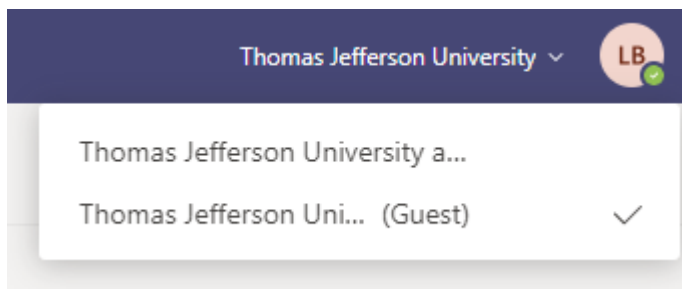 Thomas Jefferson University
LB
Thomas Jefferson University a...
Thomas Jefferson Uni... (Guest)